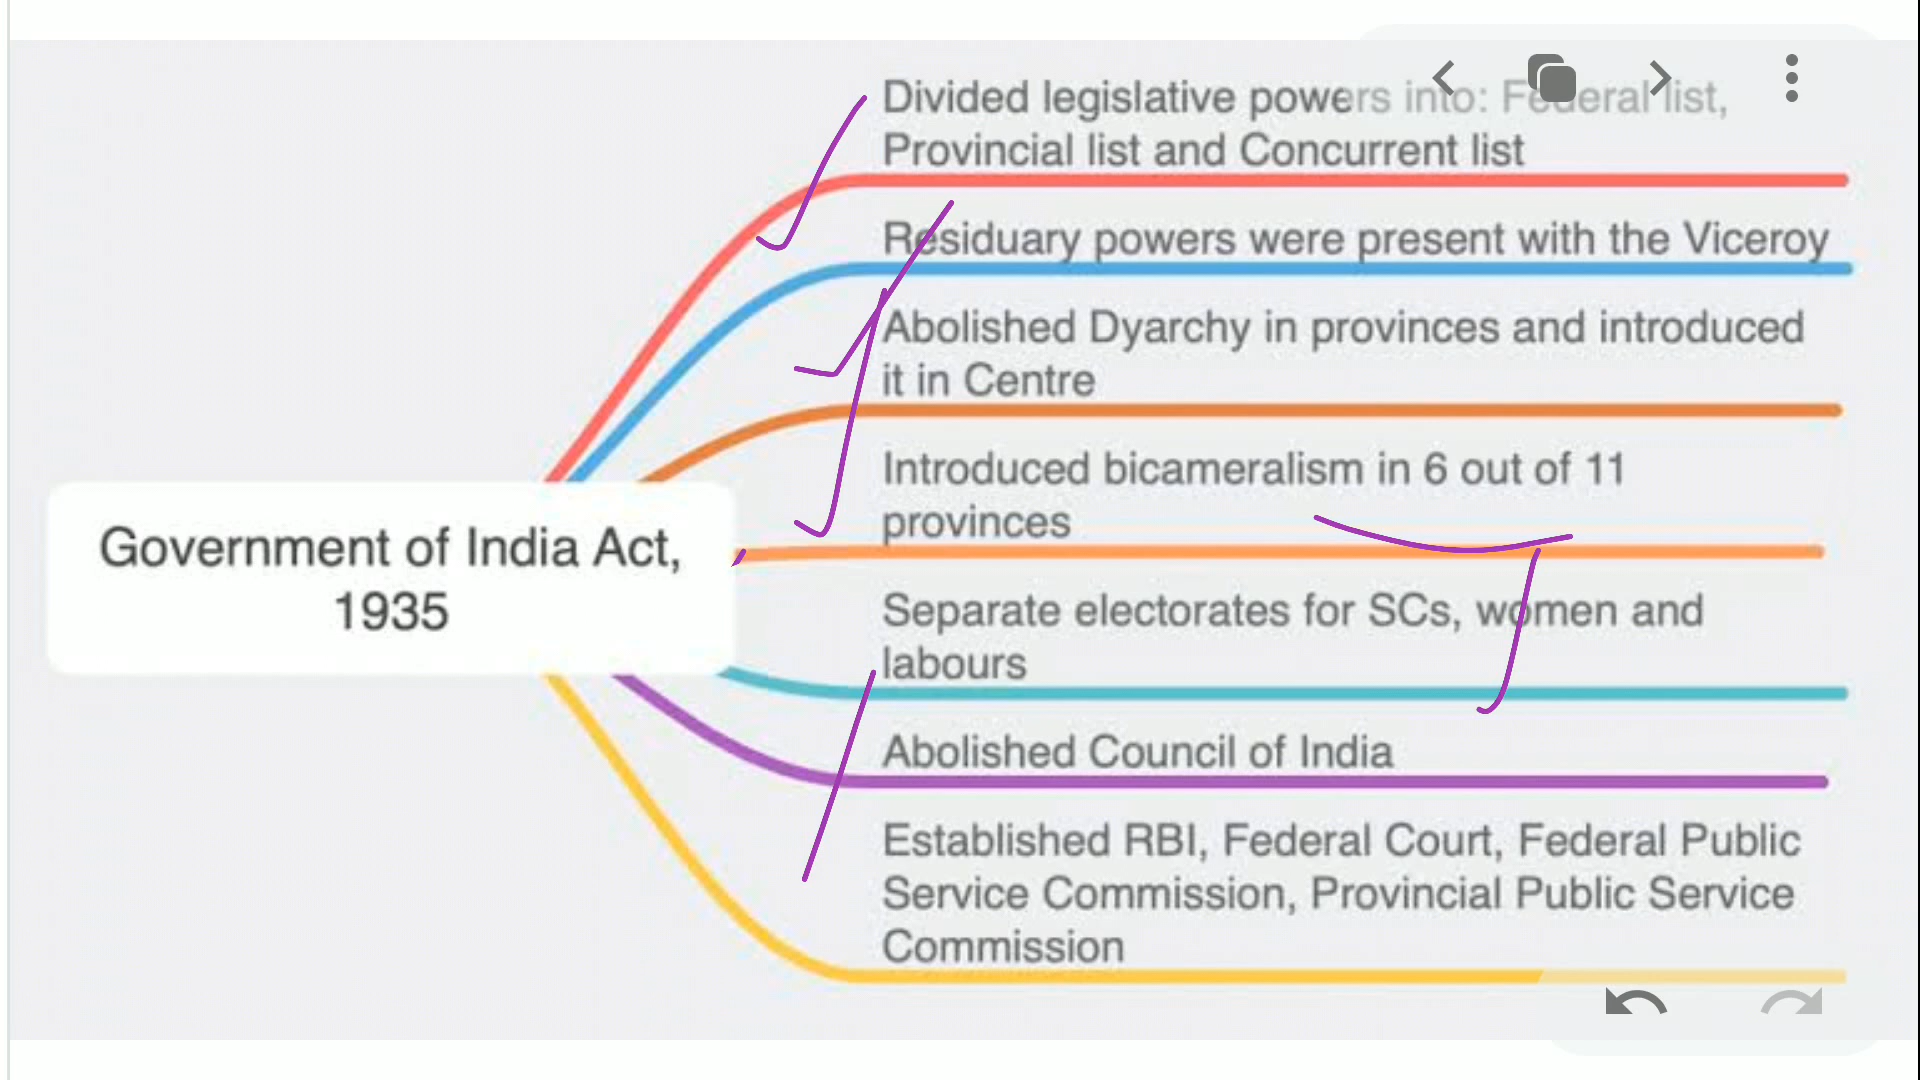 Divided legislative powers into: Federal list,
Provincial list and Concurrent list
Residuary powers were present with the Viceroy
Abolished Dyarchy in provinces and introduced
it in Centre
Introduced bicameralism in 6 out of 11
provinces
Government of India Act,
1935
Separate electorates for SCs, women and
labours
Abolished Council of India
Established RBI, Federal Court, Federal Public
Service Commission, Provincial Public Service
Commission